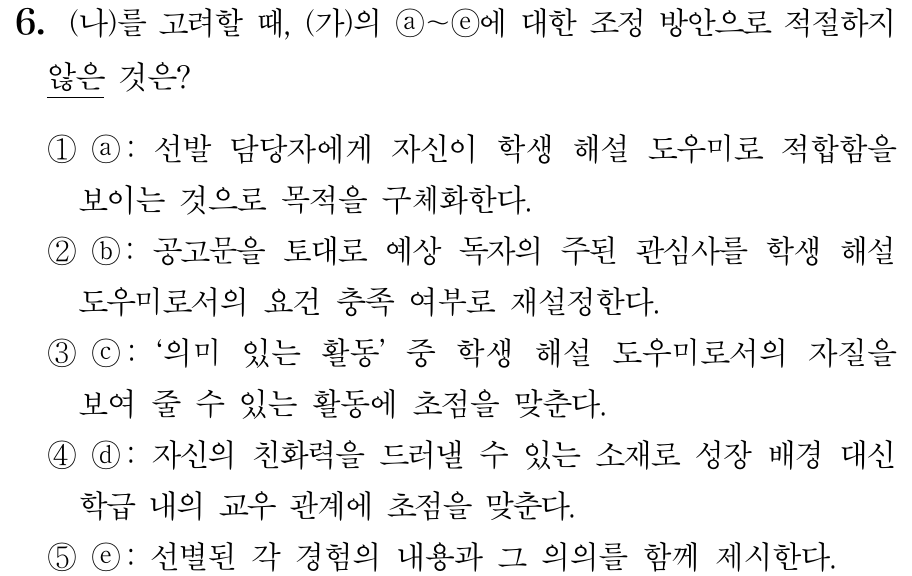 6. (나)를 고려할 때, (가)의 ⓐ~ⓔ에 대한 조정 방안으로 적절하지
않은 것은?
① ⓐ: 선발 담당자에게 자신이 학생 해설 도우미로 적합함을
보이는 것으로 목적을 구체화한다.
② ⓑ: 공고문을 토대로 예상 독자의 주된 관심사를 학생 해설
도우미로서의 요건 충족 여부로 재설정한다.
③ ⓒ: ‘의미 있는 활동’ 중 학생 해설 도우미로서의 자질을
보여 줄 수 있는 활동에 초점을 맞춘다.
④ ⓓ: 자신의 친화력을 드러낼 수 있는 소재로 성장 배경 대신
학급 내의 교우 관계에 초점을 맞춘다.
⑤ ⓔ: 선별된 각 경험의 내용과 그 의의를 함께 제시한다.